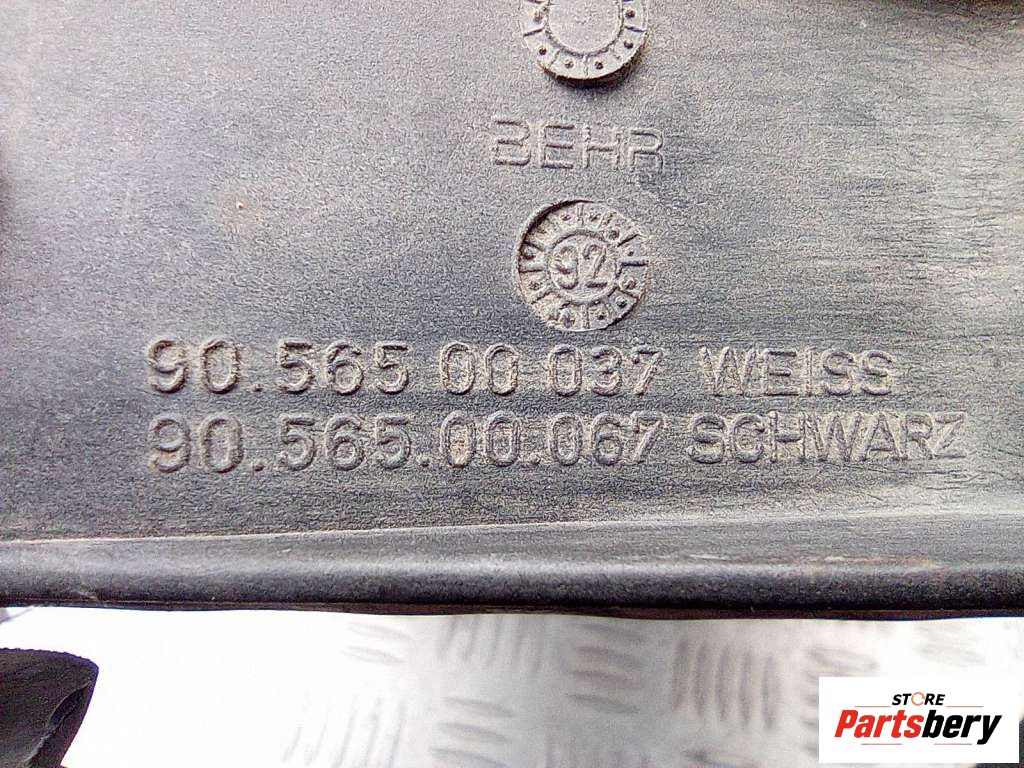 BEHR
92
90.565 00 037 WEISS
90.565.00.067 SCHWARZ
STORE
Partsbery